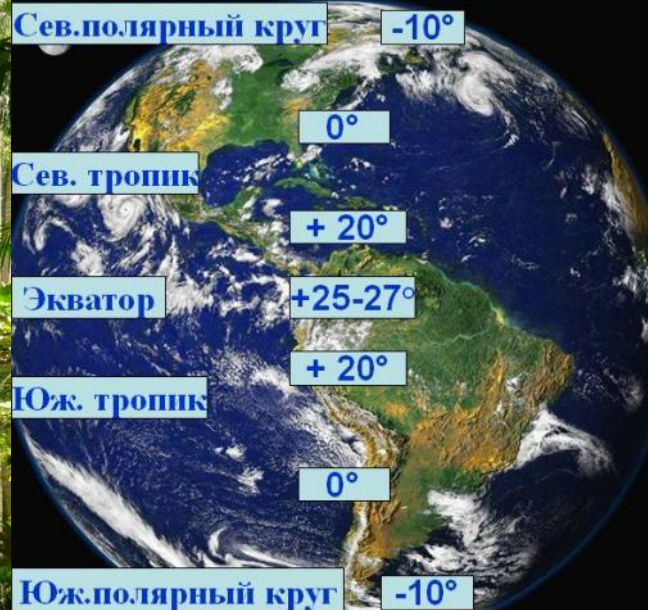 Сев.полярный круг -10°
0°
Сев. тропик
+ 20°
Экватор +25-27°
+ 20°
Юж. тропик
0°
Юж.полярный круг -10°